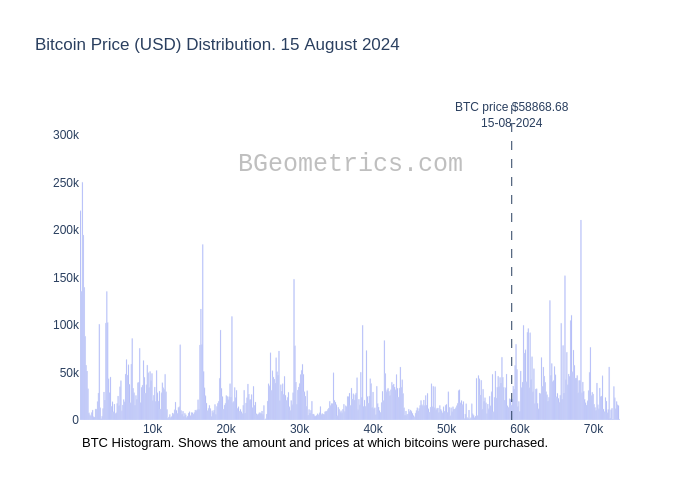 Bitcoin Price (USD) Distribution. 15 August 2024
BTC price $58868.68
15-08-2024
BGeometrics.com
300k
250k
200k
150k
100k
50k
0
10k 20k 30k 40k 50k 60k 70k
BTC Histogram. Shows the amount and prices at which bitcoins were purchased.